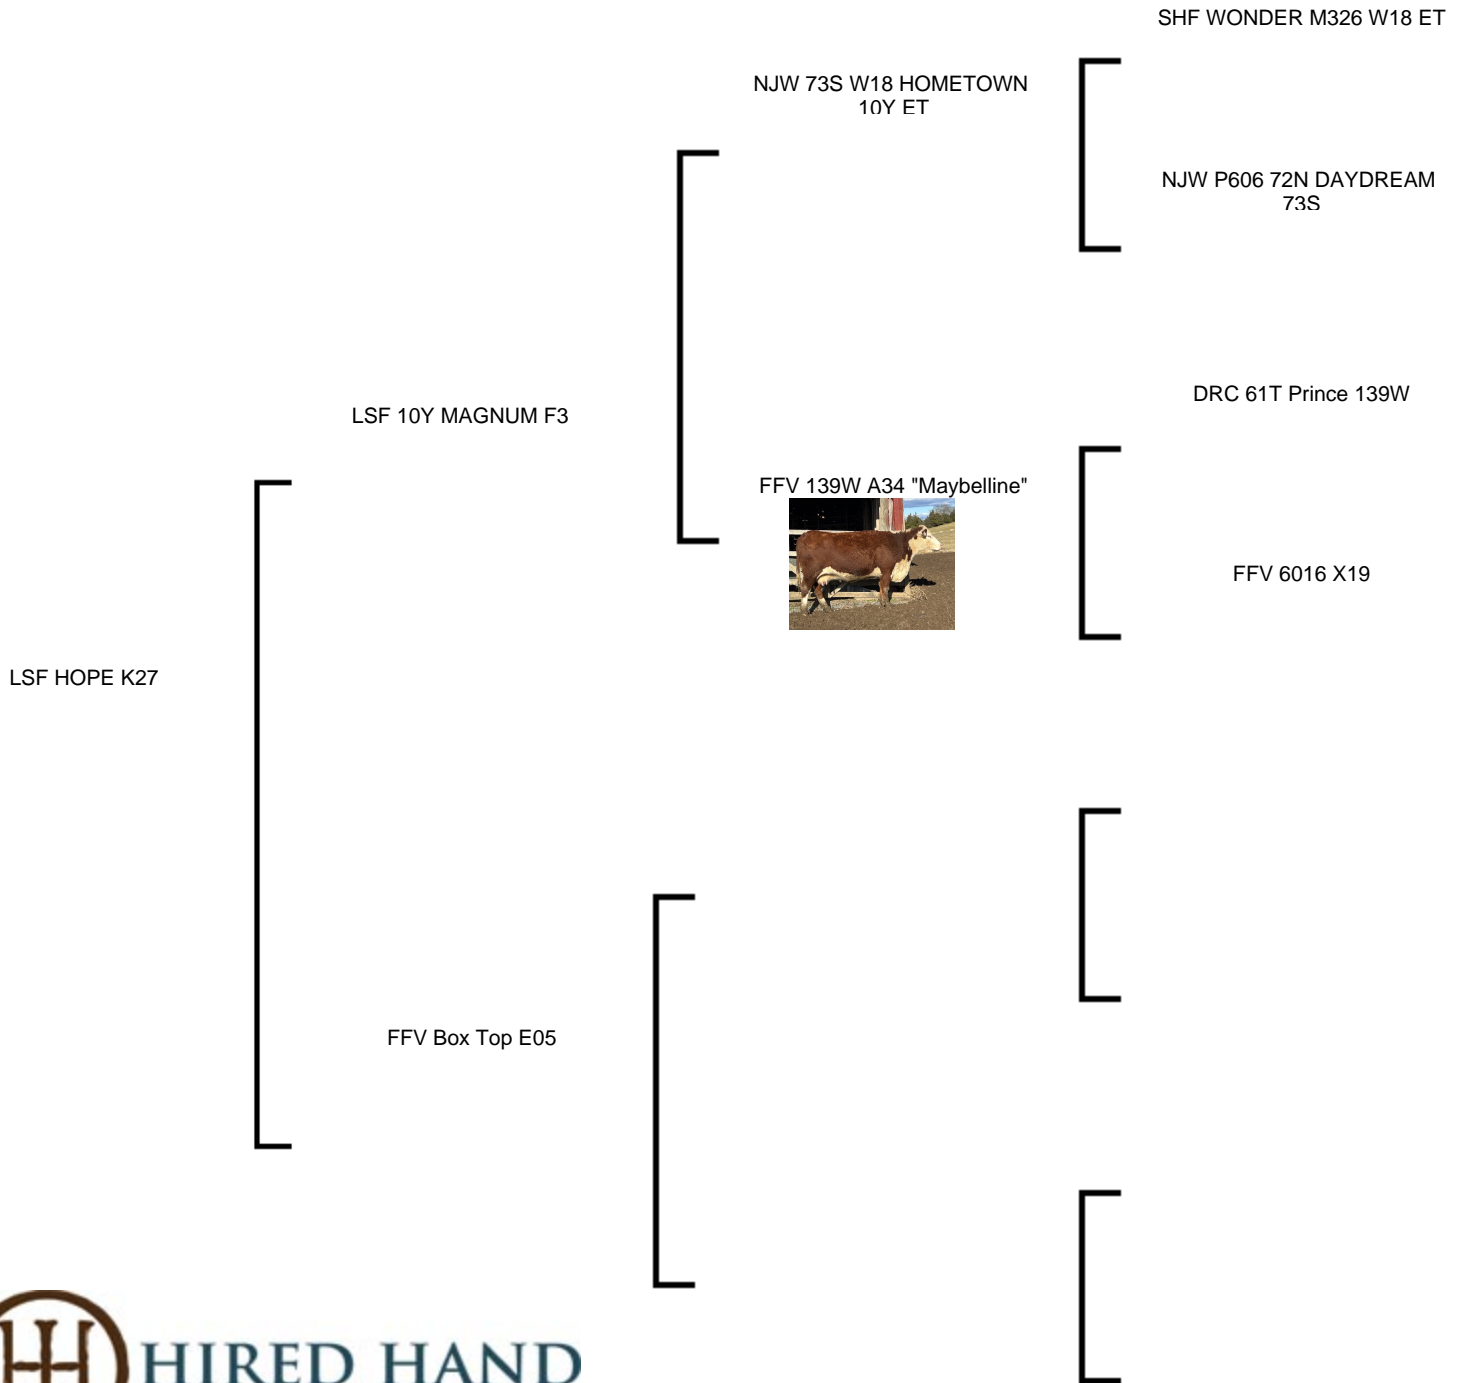 SHF WONDER M326 W18 ET
NJW 73S W18 HOMETOWN
10Y ET
NJW P606 72N DAYDREAM
73S
DRC 61T Prince 139W
LSF 10Y MAGNUM F3
FFV 139W A34 "Maybelline"
FFV 6016 X19
LSF HOPE K27
FFV Box Top E05
HIRED HAND